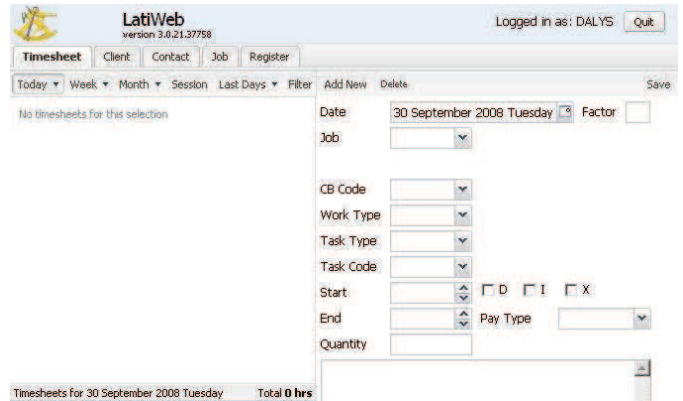 LatiWeb
version 3.0.21.37758
Logged in as: DALYS Quit
Timesheet Client Contact Job Register
Today Week Month Session Last Days Filter Add New Delete Save
No timesheets for this selection
Date 30 September 2008 Tuesday Factor
Job
CB Code
Work Type
Task Type
Task Code
Start D I X
End Pay Type
Quantity
Timesheets for 30 September 2008 Tuesday Total 0 hrs